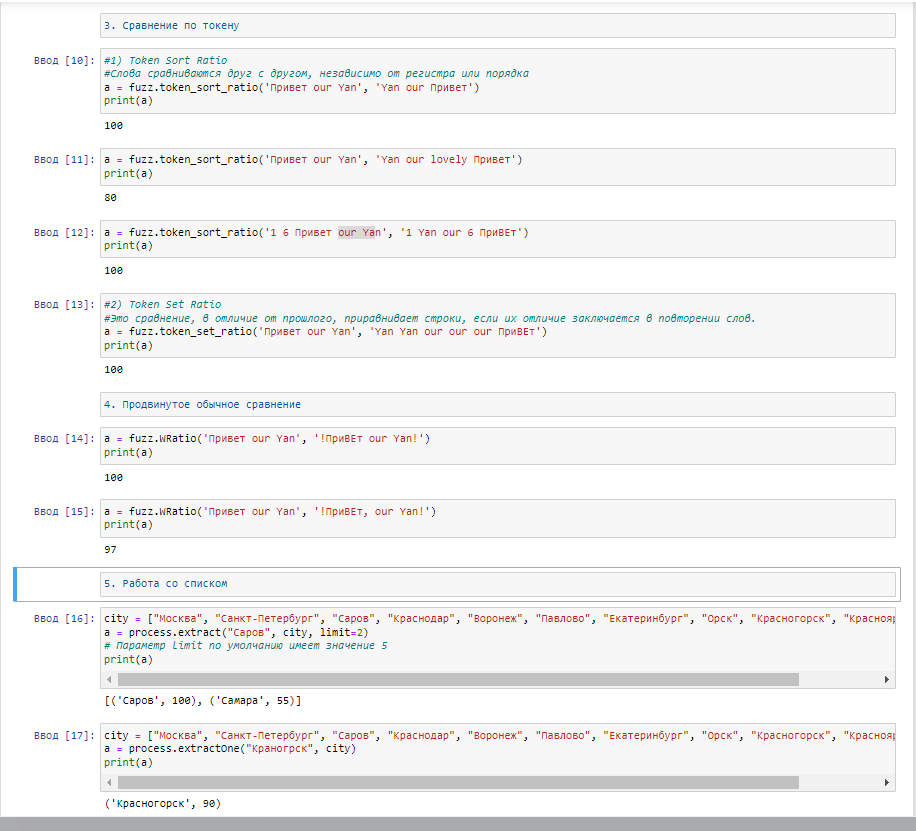 3. Сравнение по токену
Ввод [10]:
#1) Token Sort Ratio
#Слова сравниваются друг с другом, независимо от регистра или порядка
a = fuzz.token_sort_ratio('Привет our Yan', 'Yan our Привет')
print(a)
100
Ввод [11]:
a = fuzz.token_sort_ratio('Привет our Yan', 'Yan our lovely Привет')
print(a)
80
Ввод [12]:
a = fuzz.token_sort_ratio('1 6 Привет our Yan', '1 Yan our 6 ПриВЕт')
print(a)
100
Ввод [13]:
#2) Token Set Ratio
#Это сравнение, в отличие от прошлого, приравнивает строки, если их отличие заключается в повторении слов.
a = fuzz.token_set_ratio('Привет our Yan', 'Yan Yan our our our ПриВЕт')
print(a)
100
4. Продвинутое обычное сравнение
Ввод [14]:
a = fuzz.WRatio('Привет our Yan', '!ПриВЕт our Yan!')
print(a)
100
Ввод [15]:
a = fuzz.WRatio('Привет our Yan', '!ПриВЕт, our Yan!')
print(a)
97
5. Работа со списком
Ввод [16]:
city = ["Москва", "Санкт-Петербург", "Саров", "Краснодар", "Воронеж", "Павлово", "Екатеринбург", "Орск", "Красногорск", "Краснояр
a = process.extract("Саров", city, limit=2)
# Параметр limit по умолчанию имеет значение 5
print(a)
[('Саров', 100), ('Самара', 55)]
Ввод [17]:
city = ["Москва", "Санкт-Петербург", "Саров", "Краснодар", "Воронеж", "Павлово", "Екатеринбург", "Орск", "Красногорск", "Краснояр
a = process.extractOne("Краногрск", city)
print(a)
('Красногорск', 90)